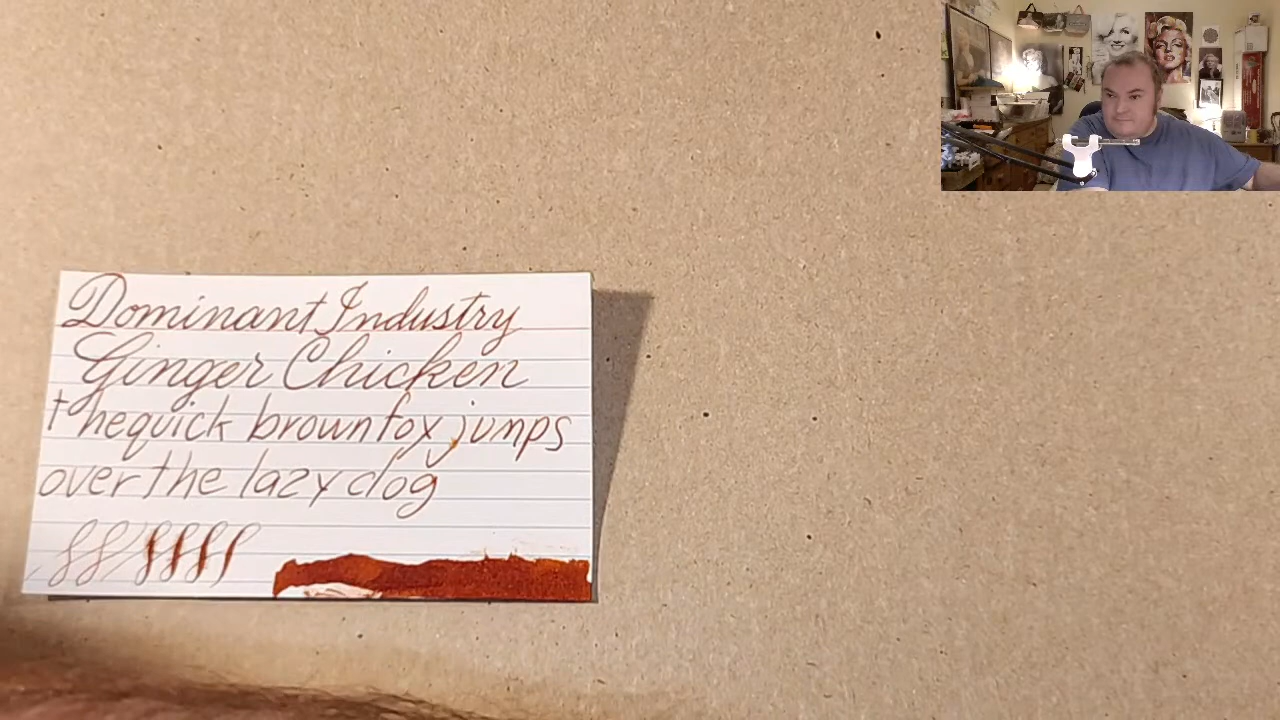 Dominant Industry
Ginger Chicken
the quick brown fox jumps
over the lazy dog